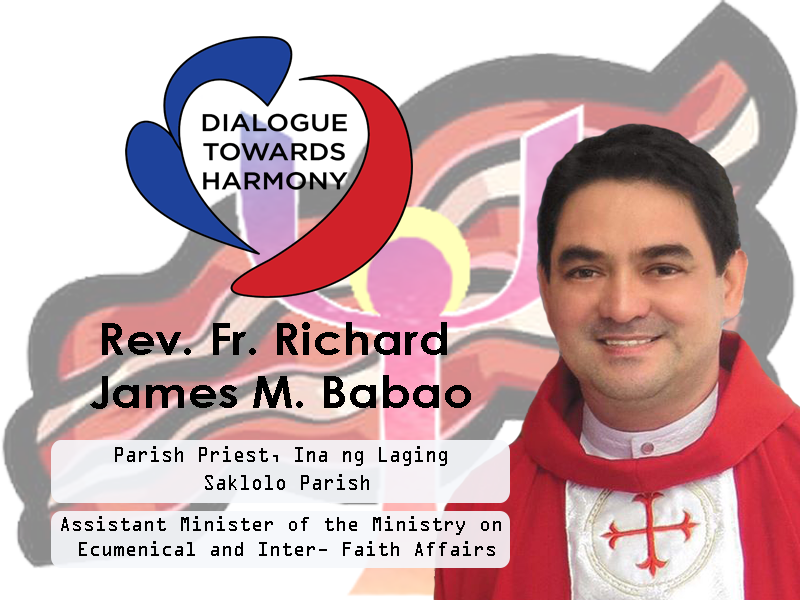 DIALOGUE
TOWARDS
HARMONY
Rev. Fr. Richard
James M. Babao
Parish Priest, Ina ng Laging
Saklolo Parish
Assistant Minister of the Ministry on
Ecumenical and Inter- Faith Affairs